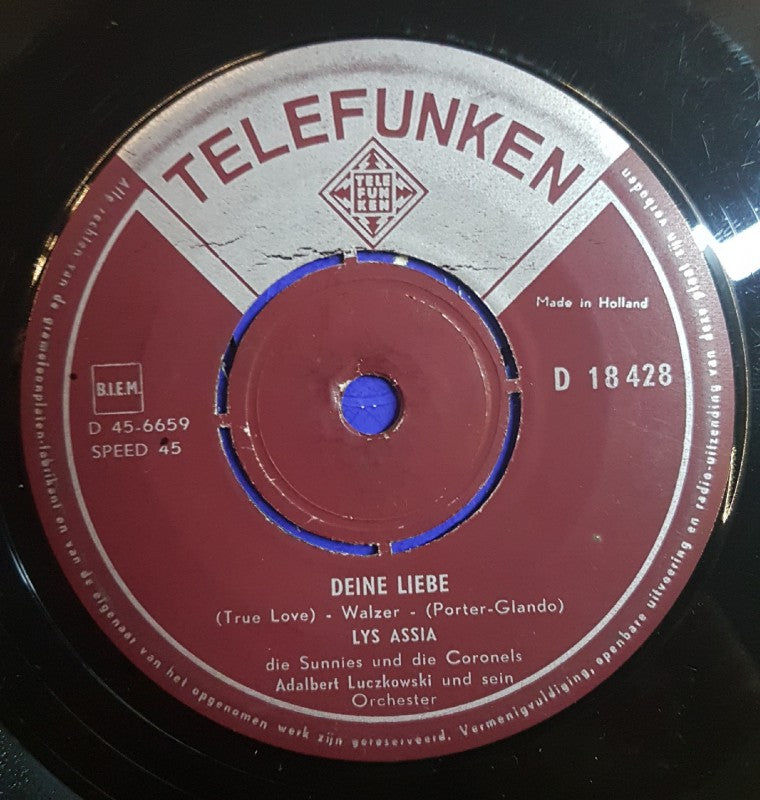 TELEFUNKEN
TELE
FUN
KEN
Made in Holland
B.I.E.M.
D 18428
D 45-6659
SPEED 45
DEINE LIEBE
(True Love) - Walzer - (Porter-Glando)
LYS ASSIA
die Sunnies und die Coronels
Adalbert Luczkowski und sein
Orchester
Alle rechten van de gramofoonplaten-fabrikant en van de eigenaar van het opgenomen werk zijn gereserveerd. Vermenigvuldiging, openbare uitvoering en radio-uitzending van deze plaat zijn verboden